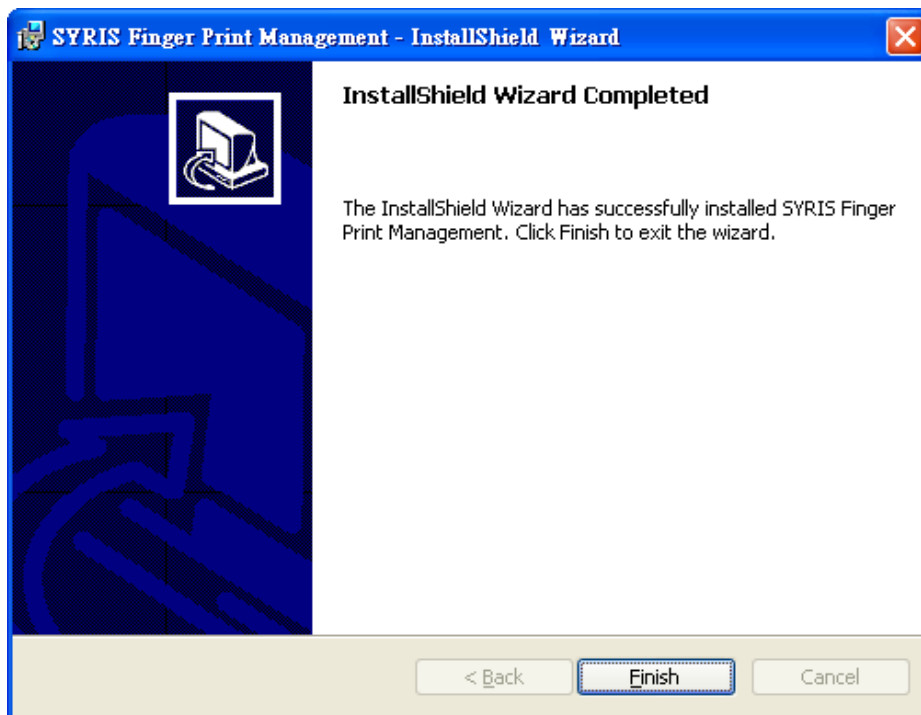 SYRIS Finger Print Management - InstallShield Wizard
InstallShield Wizard Completed
The InstallShield Wizard has successfully installed SYRIS Finger
Print Management. Click Finish to exit the wizard.
< Back
Finish
Cancel